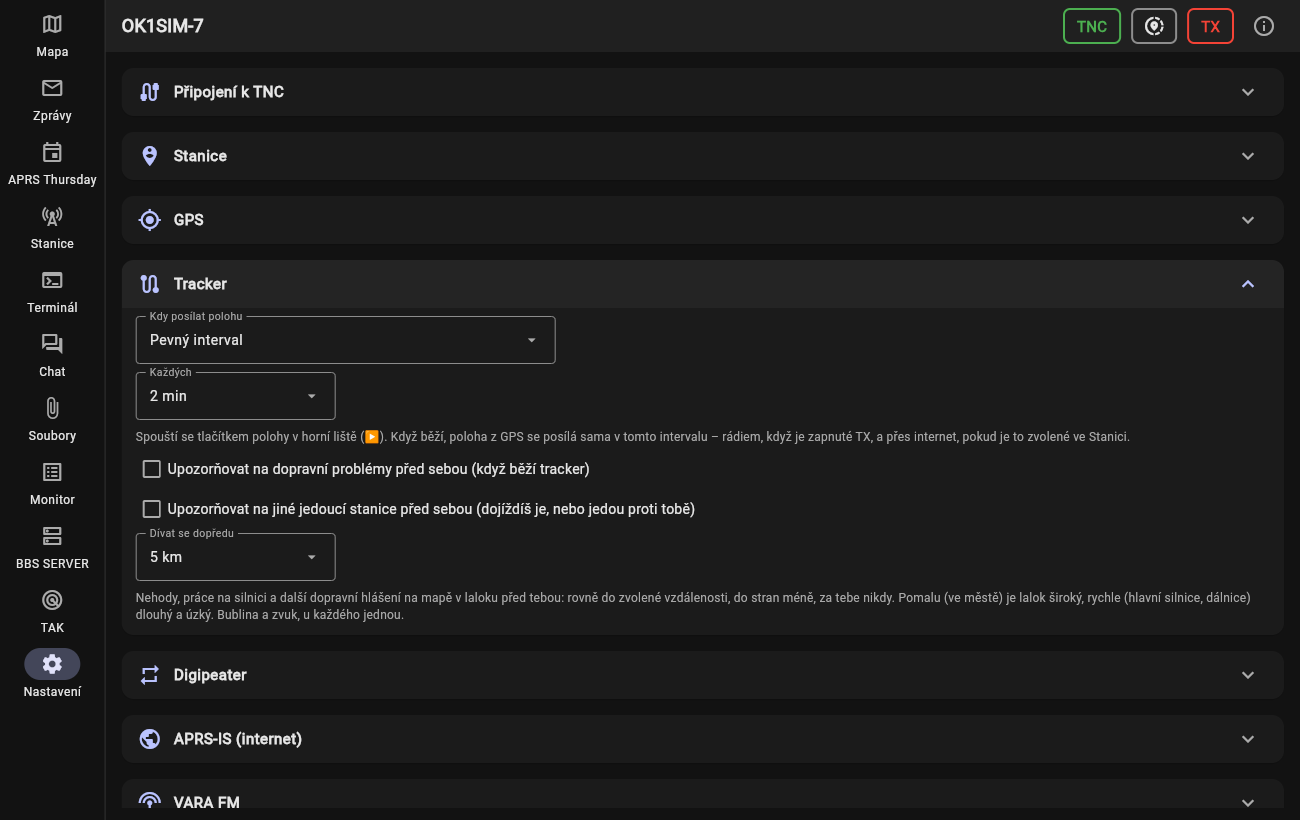 OK1SIM-7
TNC
TX
Mapa
Zprávy
APRS Thursday
Stanice
Terminál
Chat
Soubory
Monitor
BBS SERVER
TAK
Nastavení
Připojení k TNC
Stanice
GPS
Tracker
Kdy posílat polohu
Pevný interval
Každých
2 min
Spouští se tlačítkem polohy v horní liště (▶️). Když běží, poloha z GPS se posílá sama v tomto intervalu – rádiem, když je zapnuté TX, a přes internet, pokud je to zvolené ve Stanici.
Upozorňovat na dopravní problémy před sebou (když běží tracker)
Upozorňovat na jiné jedoucí stanice před sebou (dojíždíš je, nebo jedou proti tobě)
Dívat se dopředu
5 km
Nehody, práce na silnici a další dopravní hlášení na mapě v laloku před tebou: rovně do zvolené vzdálenosti, do stran méně, za tebe nikdy. Pomalu (ve městě) je lalok široký, rychle (hlavní silnice, dálnice)
dlouhý a úzký. Bublina a zvuk, u každého jednou.
Digipeater
APRS-IS (internet)
VARA FM